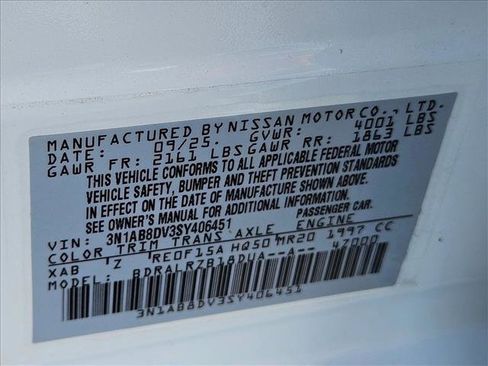 MANUFACTURED BY NISSAN MOTOR CO., LTD.
DATE: 09/25. GVWR: 4001 LBS
GAWR FR: 2161 LBS GAWR RR: 1863 LBS
THIS VEHICLE CONFORMS TO ALL APPLICABLE FEDERAL MOTOR
VEHICLE SAFETY, BUMPER AND THEFT PREVENTION STANDARDS
IN EFFECT ON THE DATE OF MANUFACTURE SHOWN ABOVE.
SEE OWNER'S MANUAL FOR ADDITIONAL INFORMATION.
VIN: 3N1AB8DV3SY406451 PASSENGER CAR
COLOR TRIM TRANS AXLE ENGINE
XAB Z RE0F15A HQ50 MR20 1997 CC
BDRALRZB18DUA--A-- 47000
3N1AB8DV3SY406451